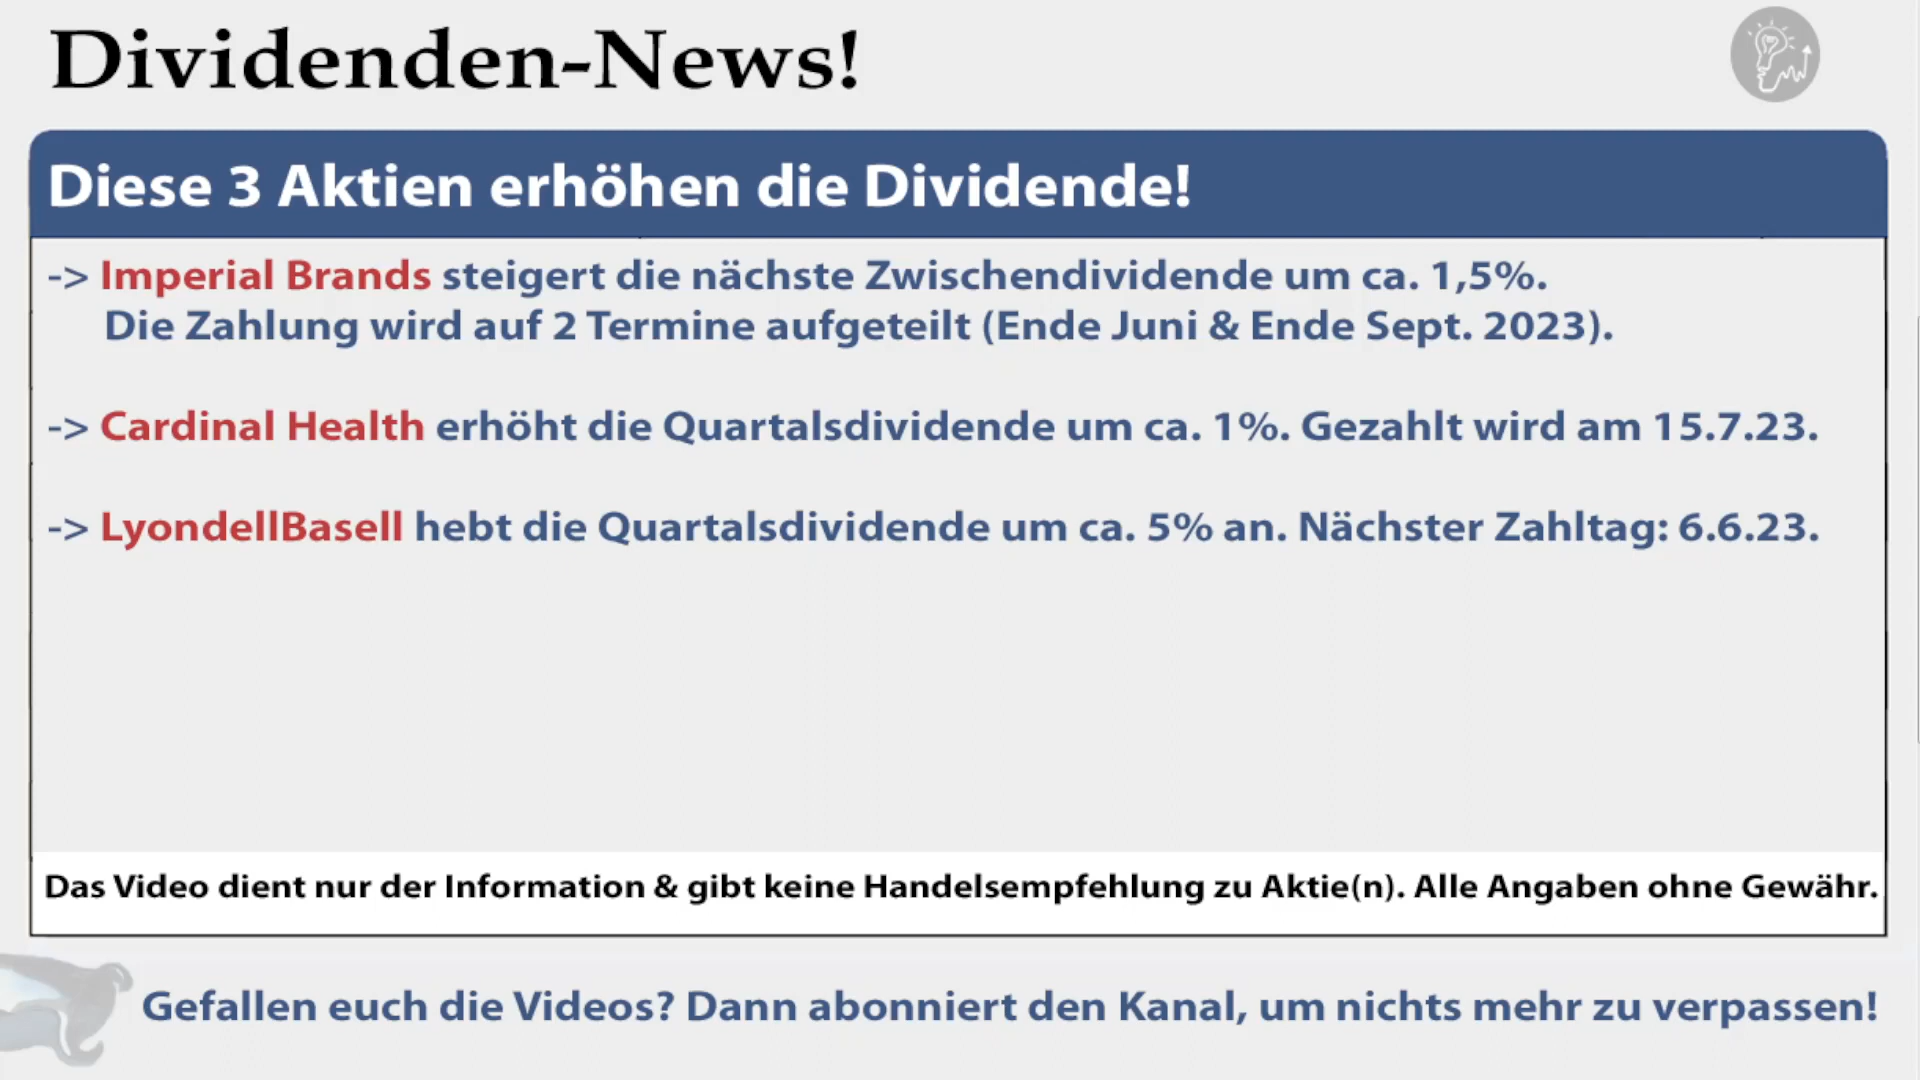 Dividenden-News!
Diese 3 Aktien erhöhen die Dividende!
-> Imperial Brands steigert die nächste Zwischendividende um ca. 1,5%.
Die Zahlung wird auf 2 Termine aufgeteilt (Ende Juni & Ende Sept. 2023).
-> Cardinal Health erhöht die Quartalsdividende um ca. 1%. Gezahlt wird am 15.7.23.
-> LyondellBasell hebt die Quartalsdividende um ca. 5% an. Nächster Zahltag: 6.6.23.
Das Video dient nur der Information & gibt keine Handelsempfehlung zu Aktie(n). Alle Angaben ohne Gewähr.
Gefallen euch die Videos? Dann abonniert den Kanal, um nichts mehr zu verpassen!